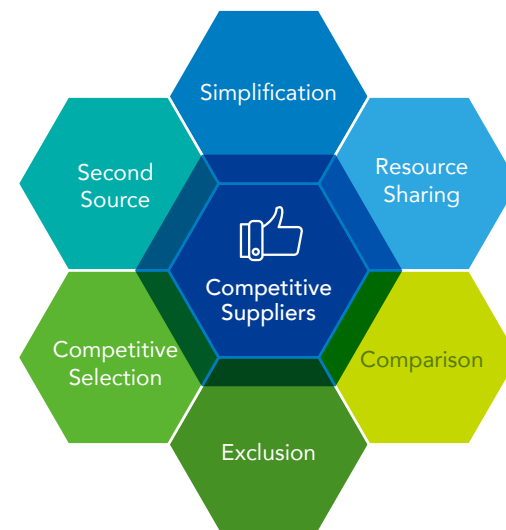 Simplification
Resource
Sharing
Second
Source
Competitive
Suppliers
Competitive
Selection
Comparison
Exclusion